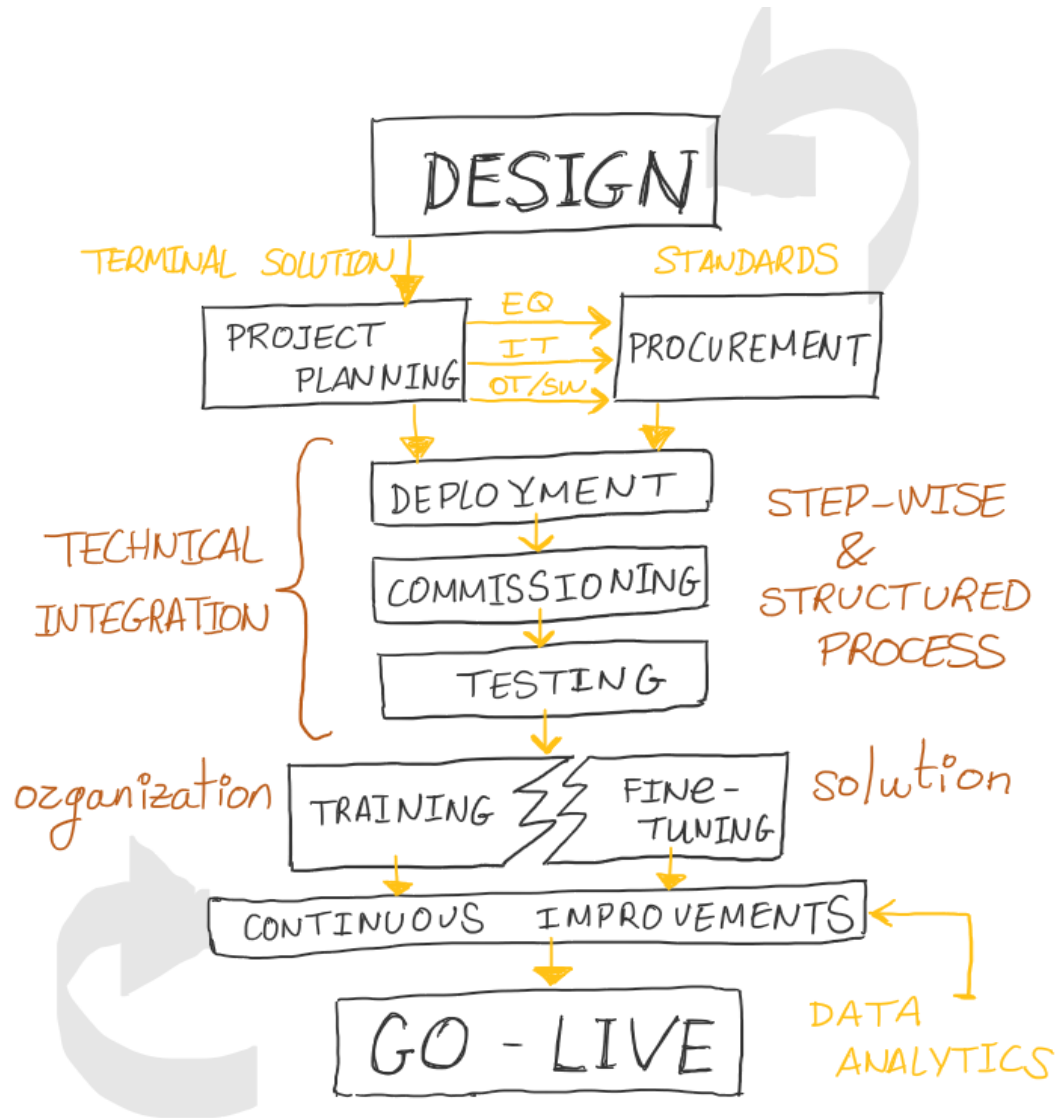 DESIGN
TERMINAL SOLUTION
STANDARDS
PROJECT
PLANNING
EQ
IT
OT/SW
PROCUREMENT
DEPLOYMENT
COMMISSIONING
TESTING
TECHNICAL
INTEGRATION
STEP-WISE
&
STRUCTURED
PROCESS
organization
TRAINING
FINe-
TUNING
solution
CONTINUOUS IMPROVEMENTS
GO - LIVE
DATA
ANALYTICS